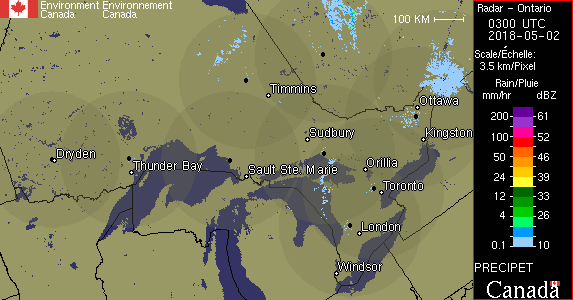 Environment Environnement
Canada Canada
100 KM
Timmins
Ottawa
Sudbury
Kingston
Dryden
Thunder Bay
Sault Ste. Marie
Orillia
Toronto
London
Windsor
Radar - Ontario
0300 UTC
2018-05-02
Scale/Échelle:
3.5 km/Pixel
Rain/Pluie
mm/hr dBZ
200 61
100 52
50 46
24 39
12 33
4 26
0.1 10
PRECIPET
Canada